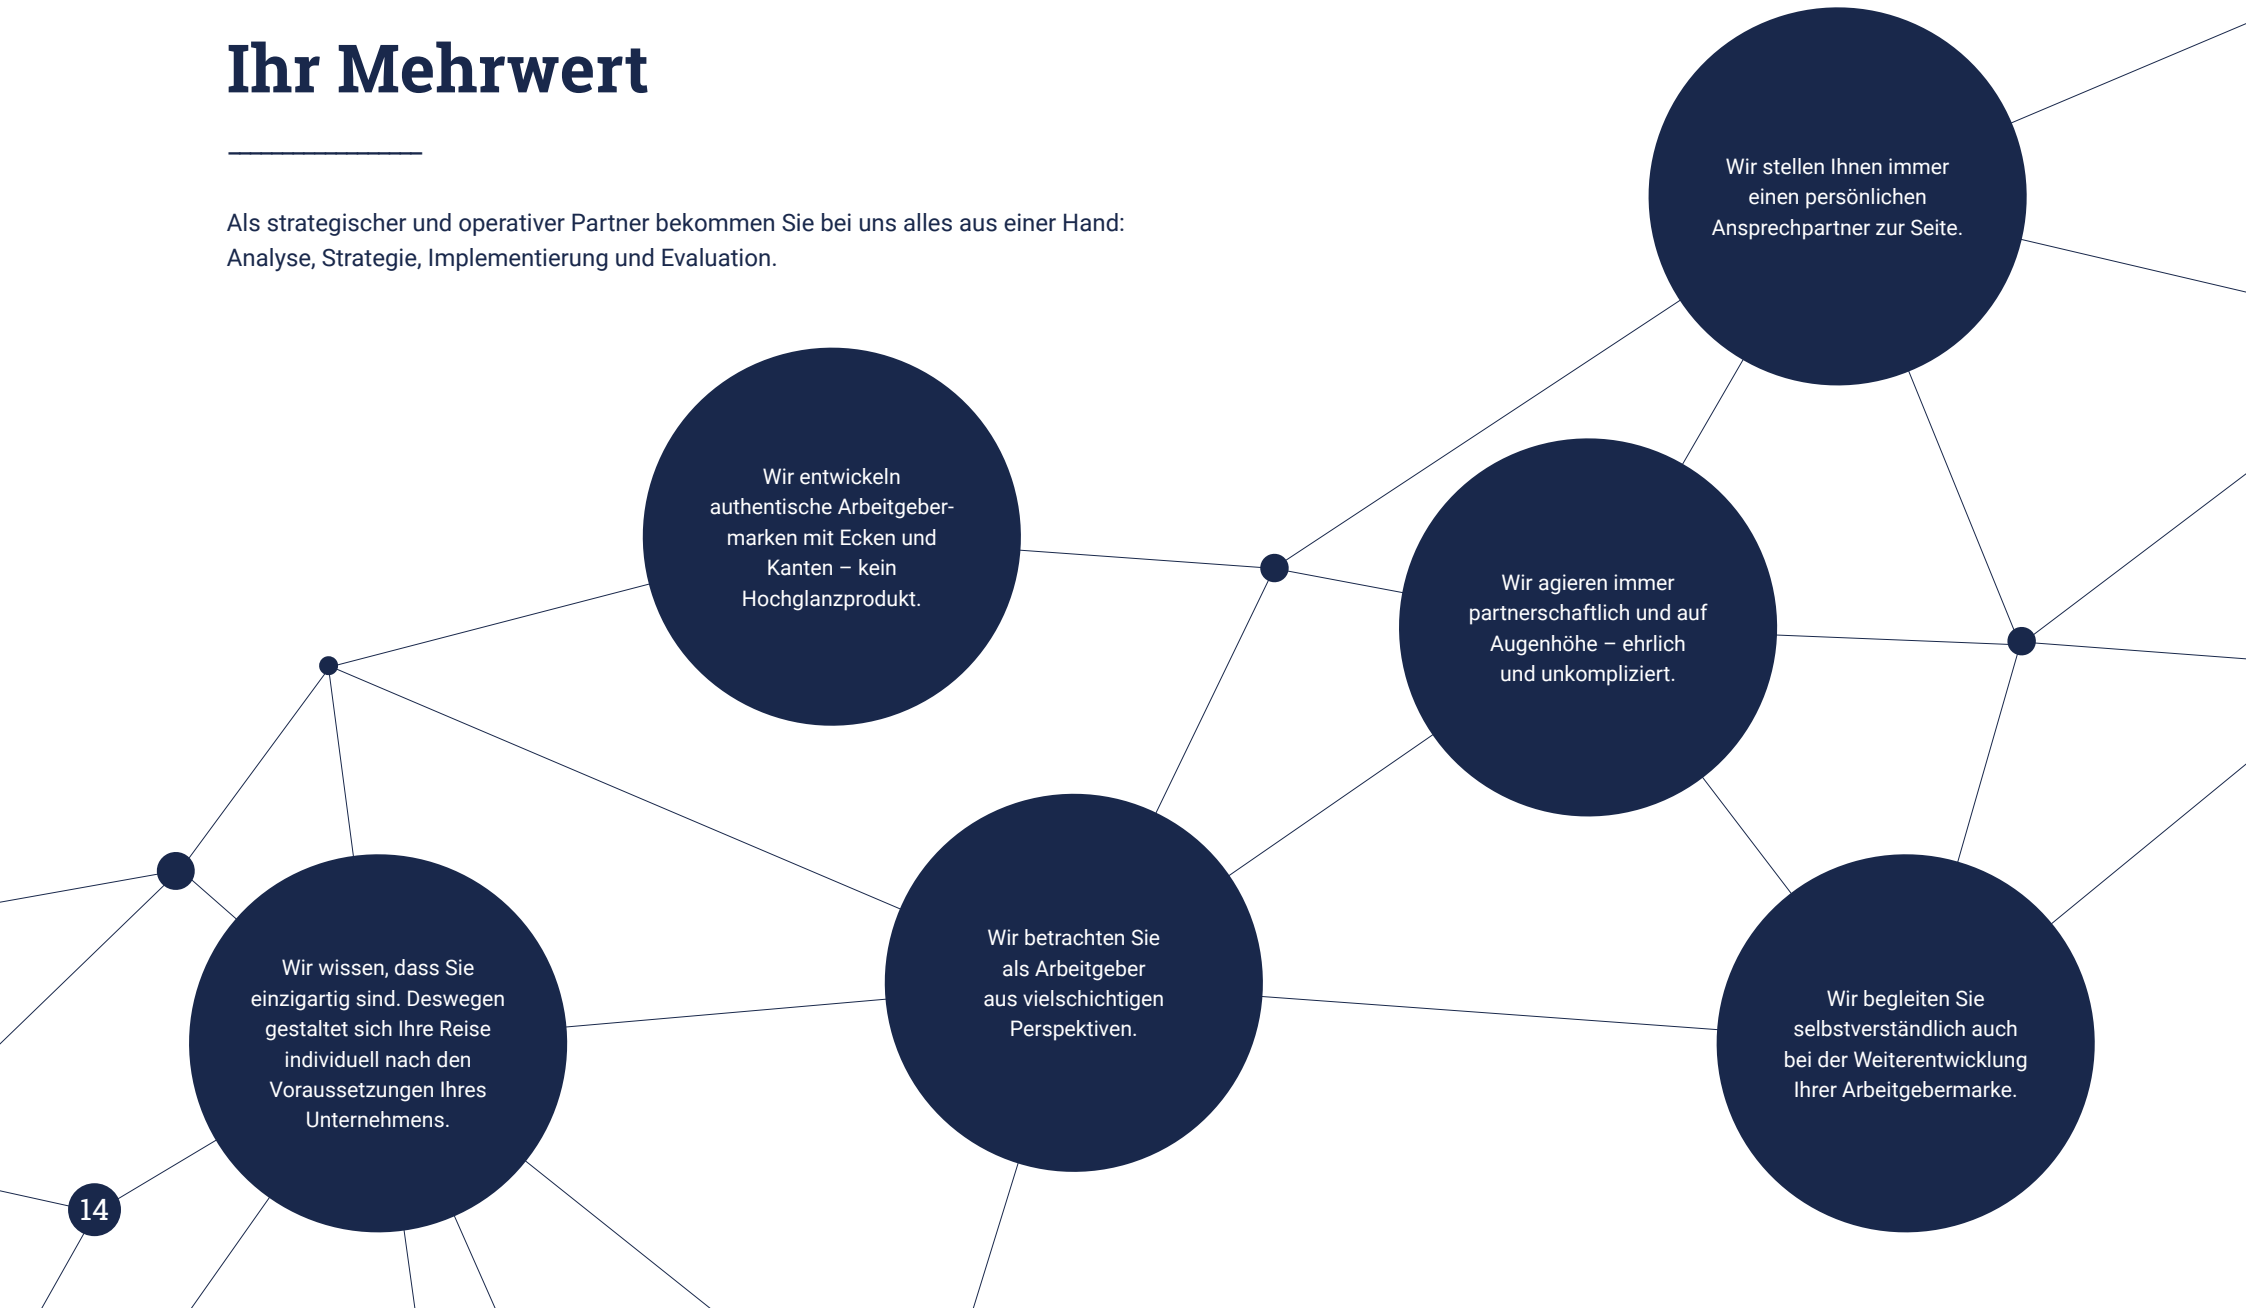 Ihr Mehrwert
Als strategischer und operativer Partner bekommen Sie bei uns alles aus einer Hand:
Analyse, Strategie, Implementierung und Evaluation.
Wir stellen Ihnen immer
einen persönlichen
Ansprechpartner zur Seite.
Wir entwickeln
authentische Arbeitgeber-
marken mit Ecken und
Kanten – kein
Hochglanzprodukt.
Wir agieren immer
partnerschaftlich und auf
Augenhöhe – ehrlich
und unkompliziert.
Wir wissen, dass Sie
einzigartig sind. Deswegen
gestaltet sich Ihre Reise
individuell nach den
Voraussetzungen Ihres
Unternehmens.
Wir betrachten Sie
als Arbeitgeber
aus vielschichtigen
Perspektiven.
Wir begleiten Sie
selbstverständlich auch
bei der Weiterentwicklung
Ihrer Arbeitgebermarke.
14